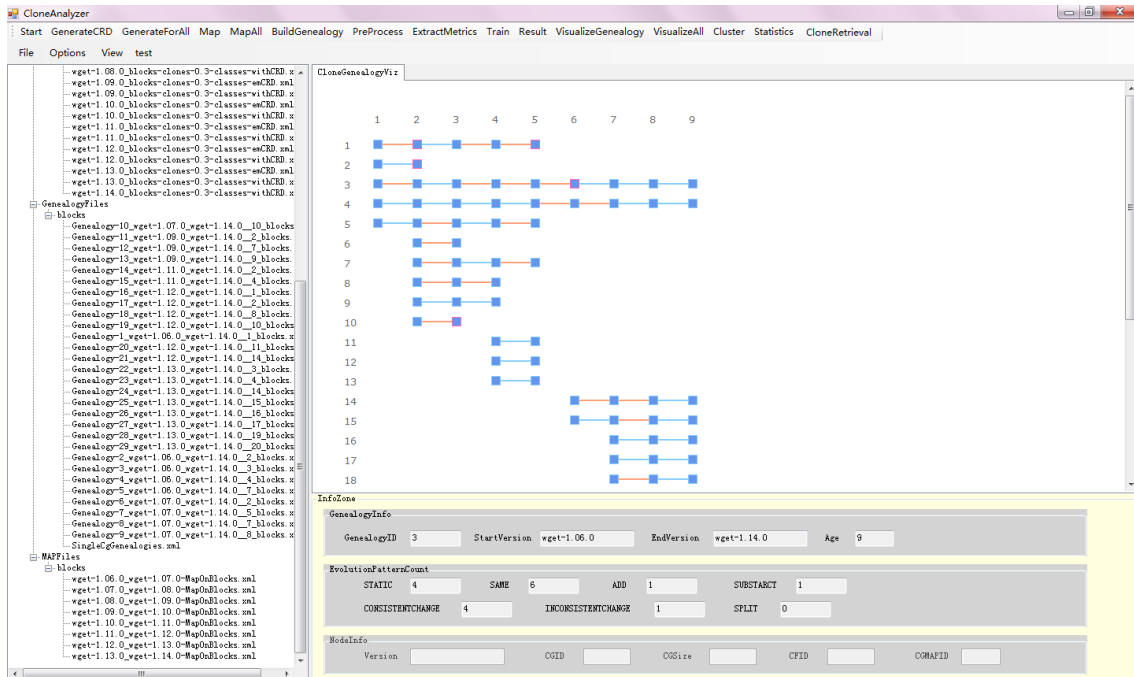 CloneAnalyzer
Start GenerateCRD GenerateForAll Map MapAll BuildGenealogy PreProcess ExtractMetrics Train Result VisualizeGenealogy VisualizeAll Cluster Statistics CloneRetrieval
File Options View test
wget-1.08.0_blocks-clones-0.3-classes-withCRD.x
wget-1.09.0_blocks-clones-0.3-classes-emCRD.xml
wget-1.09.0_blocks-clones-0.3-classes-withCRD.x
wget-1.10.0_blocks-clones-0.3-classes-emCRD.xml
wget-1.10.0_blocks-clones-0.3-classes-withCRD.x
wget-1.11.0_blocks-clones-0.3-classes-emCRD.xml
wget-1.11.0_blocks-clones-0.3-classes-withCRD.x
wget-1.12.0_blocks-clones-0.3-classes-emCRD.xml
wget-1.12.0_blocks-clones-0.3-classes-withCRD.x
wget-1.13.0_blocks-clones-0.3-classes-emCRD.xml
wget-1.13.0_blocks-clones-0.3-classes-withCRD.x
wget-1.14.0_blocks-clones-0.3-classes-withCRD.x
GenealogyFiles
blocks
Genealogy-10_wget-1.07.0_wget-1.14.0__10_blocks
Genealogy-11_wget-1.09.0_wget-1.14.0__2_blocks.
Genealogy-12_wget-1.09.0_wget-1.14.0__7_blocks.
Genealogy-13_wget-1.09.0_wget-1.14.0__9_blocks.
Genealogy-14_wget-1.11.0_wget-1.14.0__2_blocks.
Genealogy-15_wget-1.11.0_wget-1.14.0__4_blocks.
Genealogy-16_wget-1.12.0_wget-1.14.0__1_blocks.
Genealogy-17_wget-1.12.0_wget-1.14.0__2_blocks.
Genealogy-18_wget-1.12.0_wget-1.14.0__8_blocks.
Genealogy-19_wget-1.12.0_wget-1.14.0__10_blocks
Genealogy-1_wget-1.06.0_wget-1.14.0__1_blocks.x
Genealogy-20_wget-1.12.0_wget-1.14.0__11_blocks
Genealogy-21_wget-1.12.0_wget-1.14.0__14_blocks
Genealogy-22_wget-1.13.0_wget-1.14.0__3_blocks.
Genealogy-23_wget-1.13.0_wget-1.14.0__4_blocks.
Genealogy-24_wget-1.13.0_wget-1.14.0__14_blocks
Genealogy-25_wget-1.13.0_wget-1.14.0__15_blocks
Genealogy-26_wget-1.13.0_wget-1.14.0__16_blocks
Genealogy-27_wget-1.13.0_wget-1.14.0__17_blocks
Genealogy-28_wget-1.13.0_wget-1.14.0__19_blocks
Genealogy-29_wget-1.13.0_wget-1.14.0__20_blocks
Genealogy-2_wget-1.06.0_wget-1.14.0__2_blocks.x
Genealogy-3_wget-1.06.0_wget-1.14.0__3_blocks.x
Genealogy-4_wget-1.06.0_wget-1.14.0__4_blocks.x
Genealogy-5_wget-1.06.0_wget-1.14.0__7_blocks.x
Genealogy-6_wget-1.07.0_wget-1.14.0__2_blocks.x
Genealogy-7_wget-1.07.0_wget-1.14.0__5_blocks.x
Genealogy-8_wget-1.07.0_wget-1.14.0__7_blocks.x
Genealogy-9_wget-1.07.0_wget-1.14.0__8_blocks.x
SingleCgGenealogies.xml
MAPFiles
blocks
wget-1.06.0_wget-1.07.0-MapOnBlocks.xml
wget-1.07.0_wget-1.08.0-MapOnBlocks.xml
wget-1.08.0_wget-1.09.0-MapOnBlocks.xml
wget-1.09.0_wget-1.10.0-MapOnBlocks.xml
wget-1.10.0_wget-1.11.0-MapOnBlocks.xml
wget-1.11.0_wget-1.12.0-MapOnBlocks.xml
wget-1.12.0_wget-1.13.0-MapOnBlocks.xml
wget-1.13.0_wget-1.14.0-MapOnBlocks.xml
CloneGenealogyViz
1 2 3 4 5 6 7 8 9
1
2
3
4
5
6
7
8
9
10
11
12
13
14
15
16
17
18
InfoZone
GenealogyInfo
GenealogyID 3 StartVersion wget-1.06.0 EndVersion wget-1.14.0 Age 9
EvolutionPatternCount
STATIC 4 SAME 6 ADD 1 SUBSTARCT 1
CONSISTENTCHANGE 4 INCONSISTENTCHANGE 1 SPLIT 0
NodeInfo
Version CGID CGSize CFID CGMAPID